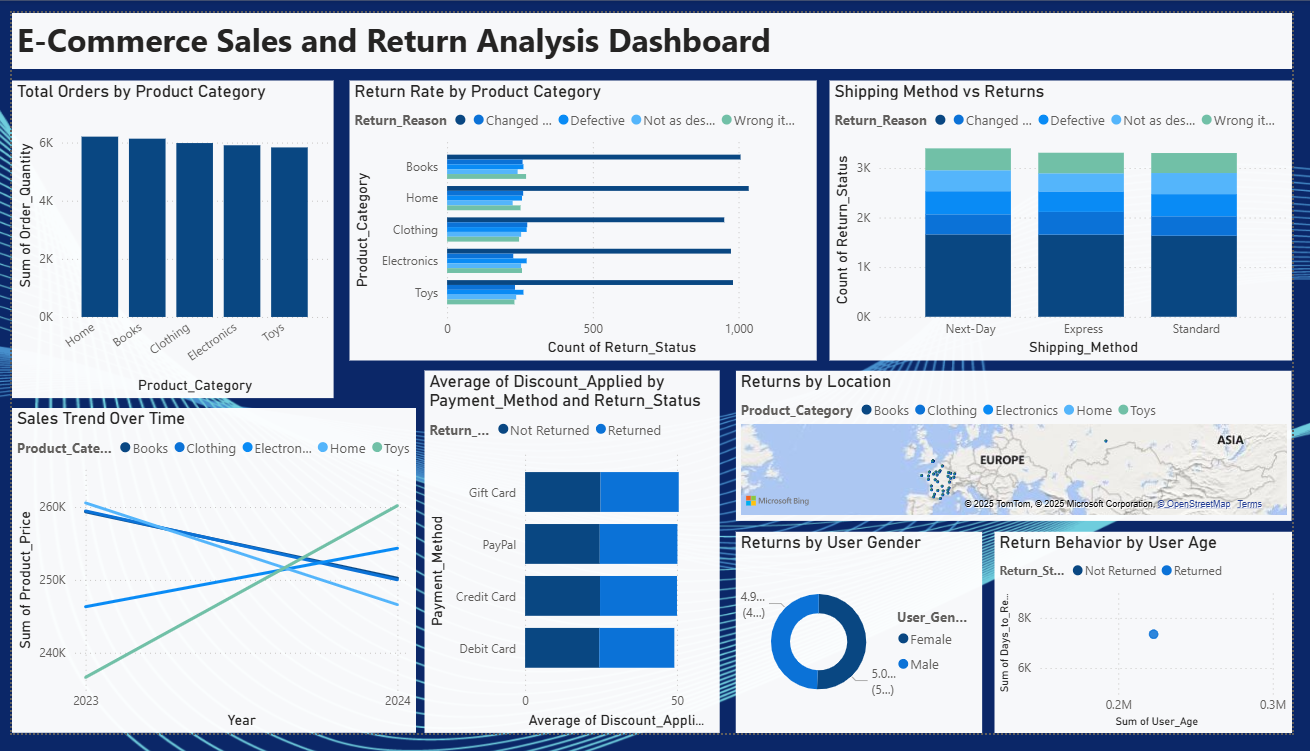 E-Commerce Sales and Return Analysis Dashboard
Total Orders by Product Category
Sum of Order_Quantity
6K
4K
2K
0K
Home
Books
Clothing
Electronics
Toys
Product_Category
Return Rate by Product Category
Return_Reason Changed ... Defective Not as des... Wrong it...
Product_Category
Books
Home
Clothing
Electronics
Toys
0 500 1,000
Count of Return_Status
Shipping Method vs Returns
Return_Reason Changed ... Defective Not as des... Wrong it...
Count of Return_Status
3K
2K
1K
0K
Next-Day Express Standard
Shipping_Method
Sales Trend Over Time
Product_Cate... Books Clothing Electron... Home Toys
Sum of Product_Price
260K
250K
240K
2023 2024
Year
Average of Discount_Applied by
Payment_Method and Return_Status
Return_... Not Returned Returned
Payment_Method
Gift Card
PayPal
Credit Card
Debit Card
0 50
Average of Discount_Appli...
Returns by Location
Product_Category Books Clothing Electronics Home Toys
ASIA
EUROPE
Microsoft Bing
© 2025 TomTom, © 2025 Microsoft Corporation, © OpenStreetMap Terms
Returns by User Gender
4.9...
(4...)
5.0...
(5...)
User_Gen...
Female
Male
Return Behavior by User Age
Return_St... Not Returned Returned
Sum of Days_to_Re...
8K
6K
0.2M 0.3M
Sum of User_Age